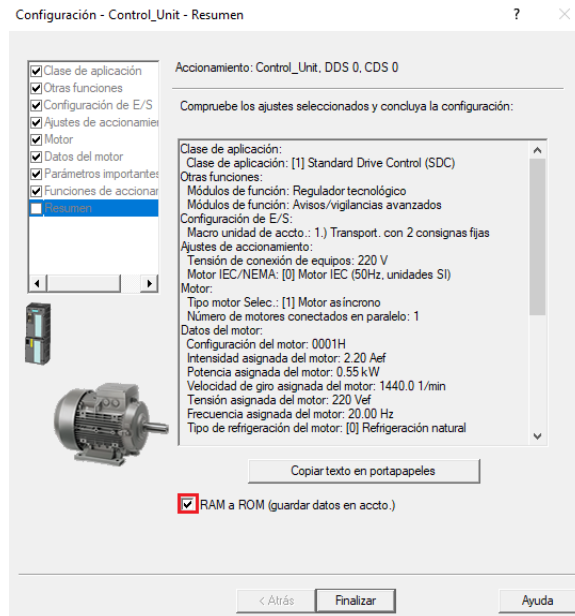 Configuración - Control_Unit - Resumen ? ×
Clase de aplicación
Otras funciones
Configuración de E/S
Ajustes de accionamier
Motor
Datos del motor
Parámetros importantes
Funciones de accionar
Resumen
Accionamiento: Control_Unit, DDS 0, CDS 0
Compruebe los ajustes seleccionados y concluya la configuración:
Clase de aplicación:
Clase de aplicación: [1] Standard Drive Control (SDC)
Otras funciones:
Módulos de función: Regulador tecnológico
Módulos de función: Avisos/vigilancias avanzados
Configuración de E/S:
Macro unidad de accto.: 1.) Transport. con 2 consignas fijas
Ajustes de accionamiento:
Tensión de conexión de equipos: 220 V
Motor IEC/NEMA: [0] Motor IEC (50Hz, unidades SI)
Motor:
Tipo motor Selec.: [1] Motor asíncrono
Número de motores conectados en paralelo: 1
Datos del motor:
Configuración del motor: 0001H
Intensidad asignada del motor: 2.20 Aef
Potencia asignada del motor: 0.55 kW
Velocidad de giro asignada del motor: 1440.0 1/min
Tensión asignada del motor: 220 Vef
Frecuencia asignada del motor: 20.00 Hz
Tipo de refrigeración del motor: [0] Refrigeración natural
Copiar texto en portapapeles
RAM a ROM (guardar datos en accto.)
< Atrás
Finalizar
Ayuda